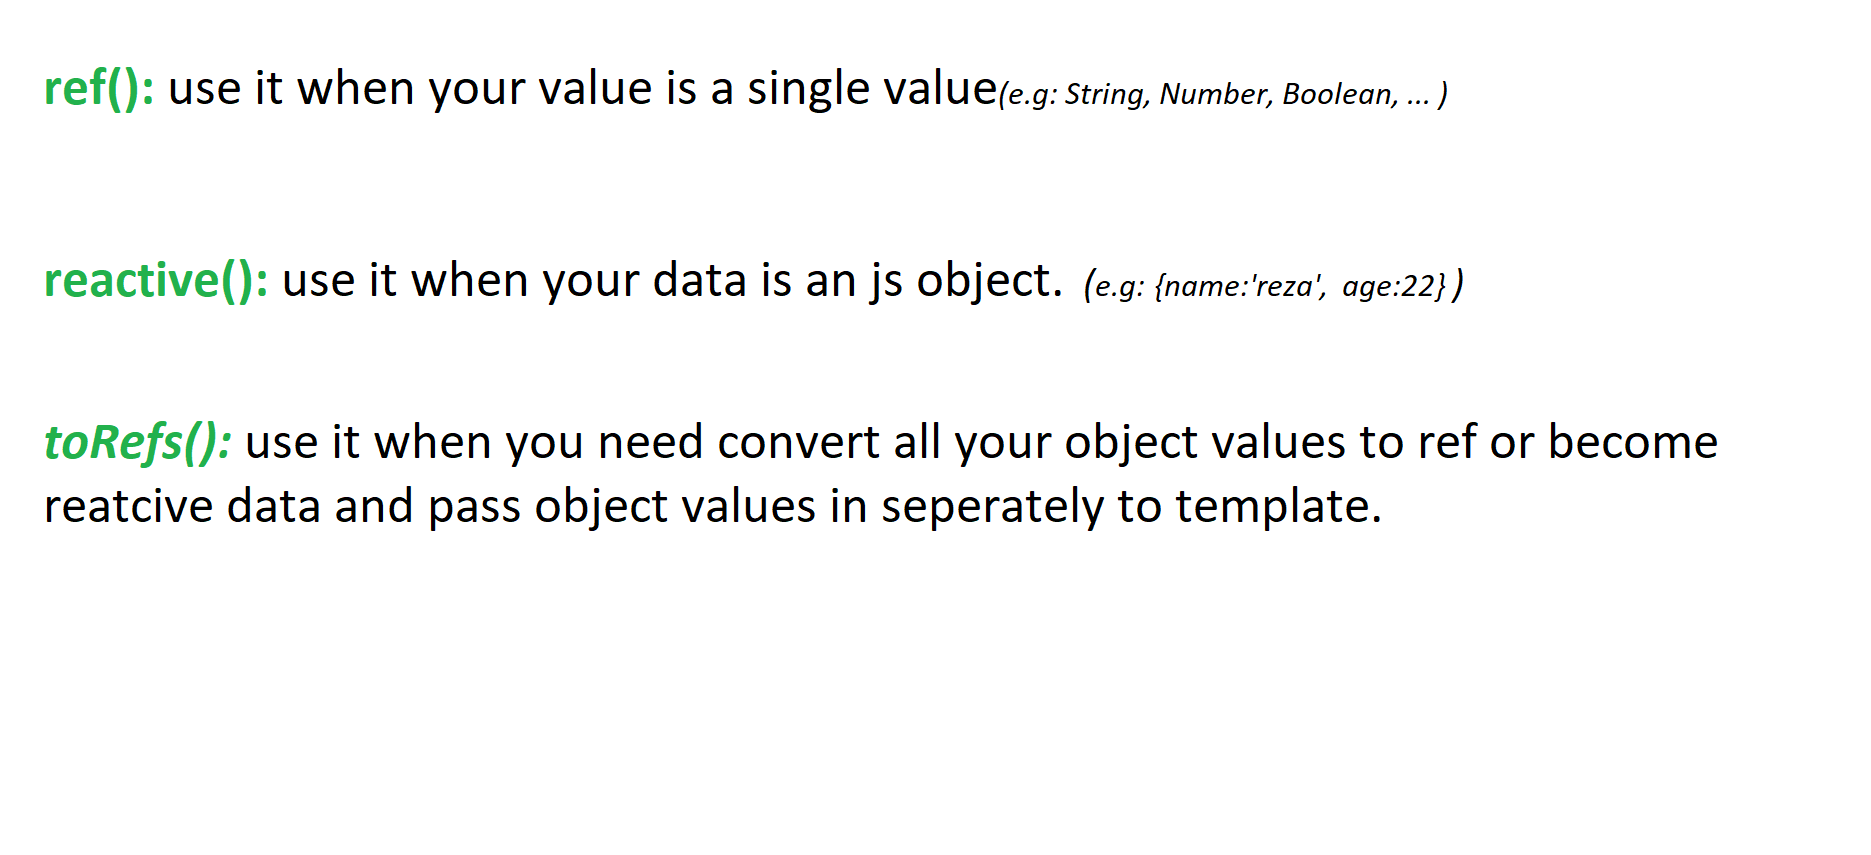 ref(): use it when your value is a single value(e.g: String, Number, Boolean, ... )
reactive(): use it when your data is an js object. (e.g: {name:'reza', age:22} )
toRefs(): use it when you need convert all your object values to ref or become
reatcive data and pass object values in seperately to template.